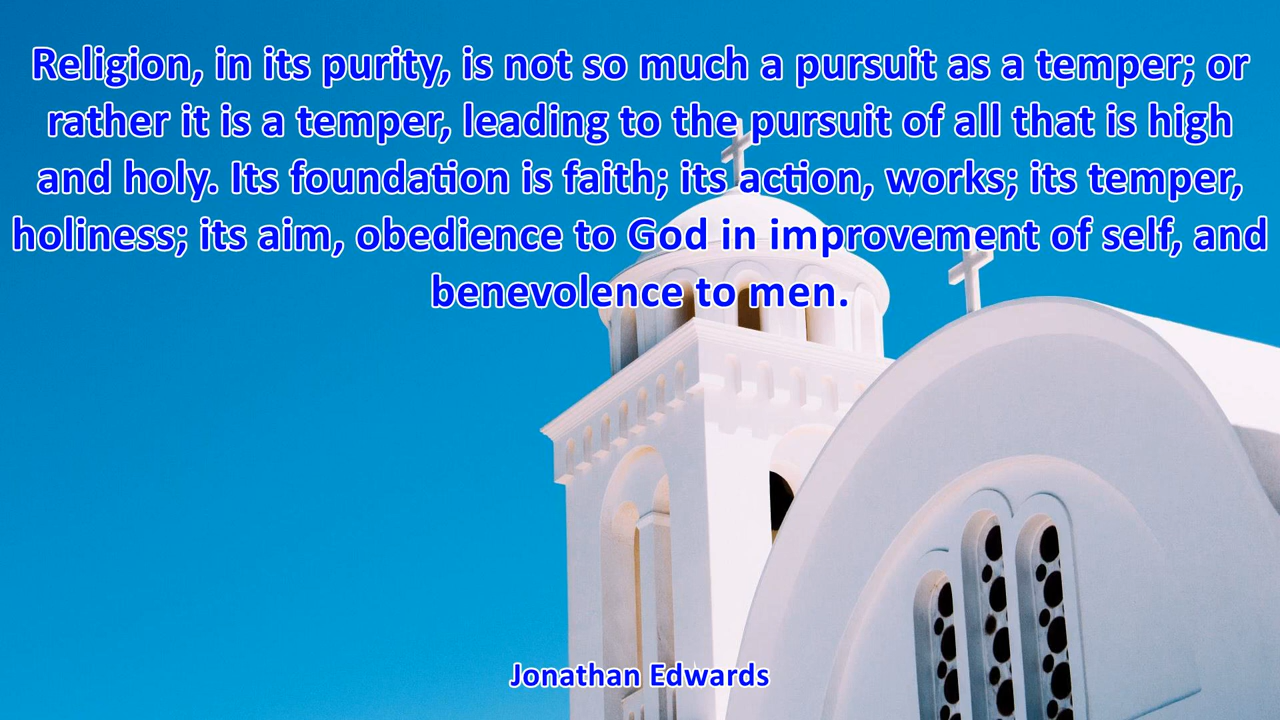 Religion, in its purity, is not so much a pursuit as a temper; or
rather it is a temper, leading to the pursuit of all that is high
and holy. Its foundation is faith; its action, works; its temper,
holiness; its aim, obedience to God in improvement of self, and
benevolence to men.
Jonathan Edwards